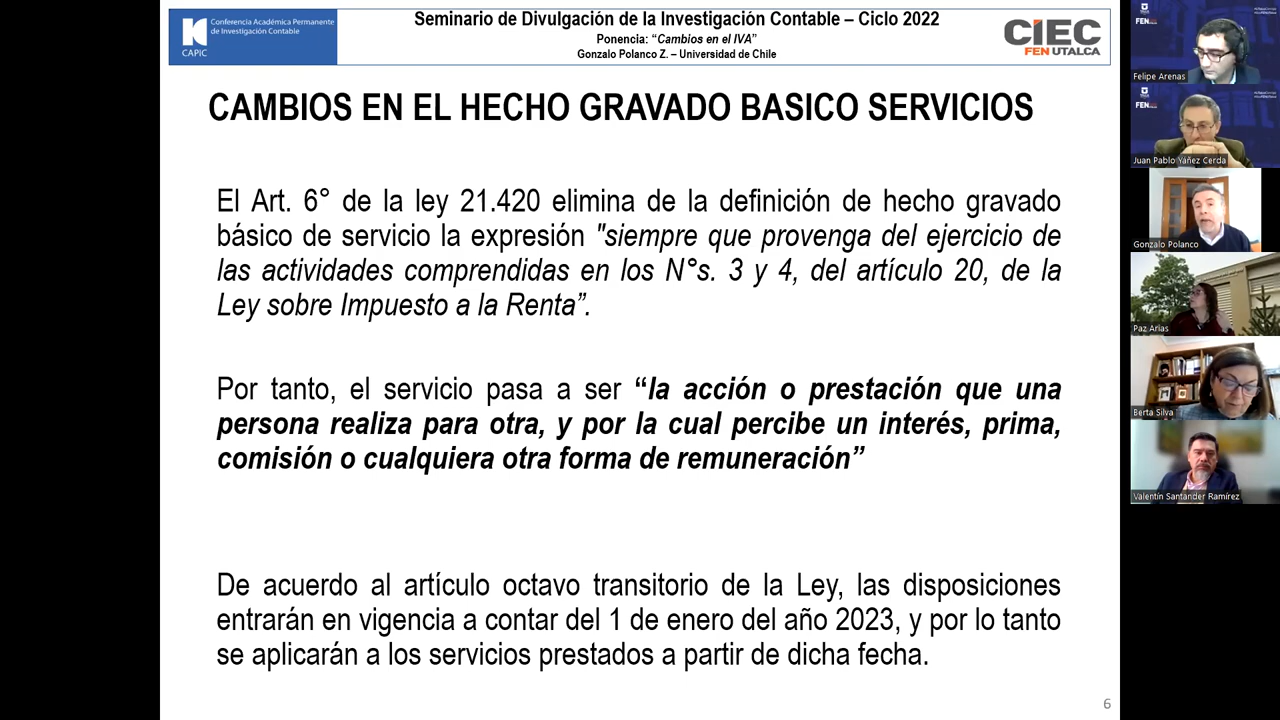 Conferencia Académica Permanente
de Investigación Contable
CAPIC
Seminario de Divulgación de la Investigación Contable – Ciclo 2022
Ponencia: “Cambios en el IVA”
Gonzalo Polanco Z. – Universidad de Chile
CIEC
FEN UTALCA
CAMBIOS EN EL HECHO GRAVADO BASICO SERVICIOS
El Art. 6° de la ley 21.420 elimina de la definición de hecho gravado
básico de servicio la expresión "siempre que provenga del ejercicio de
las actividades comprendidas en los N°s. 3 y 4, del artículo 20, de la
Ley sobre Impuesto a la Renta”.
Por tanto, el servicio pasa a ser “la acción o prestación que una
persona realiza para otra, y por la cual percibe un interés, prima,
comisión o cualquiera otra forma de remuneración”
De acuerdo al artículo octavo transitorio de la Ley, las disposiciones
entrarán en vigencia a contar del 1 de enero del año 2023, y por lo tanto
se aplicarán a los servicios prestados a partir de dicha fecha.
6
FEN
Felipe Arenas
FEN
Juan Pablo Yáñez Cerda
Gonzalo Polanco
Paz Arias
Berta Silva
Valentín Santander Ramírez